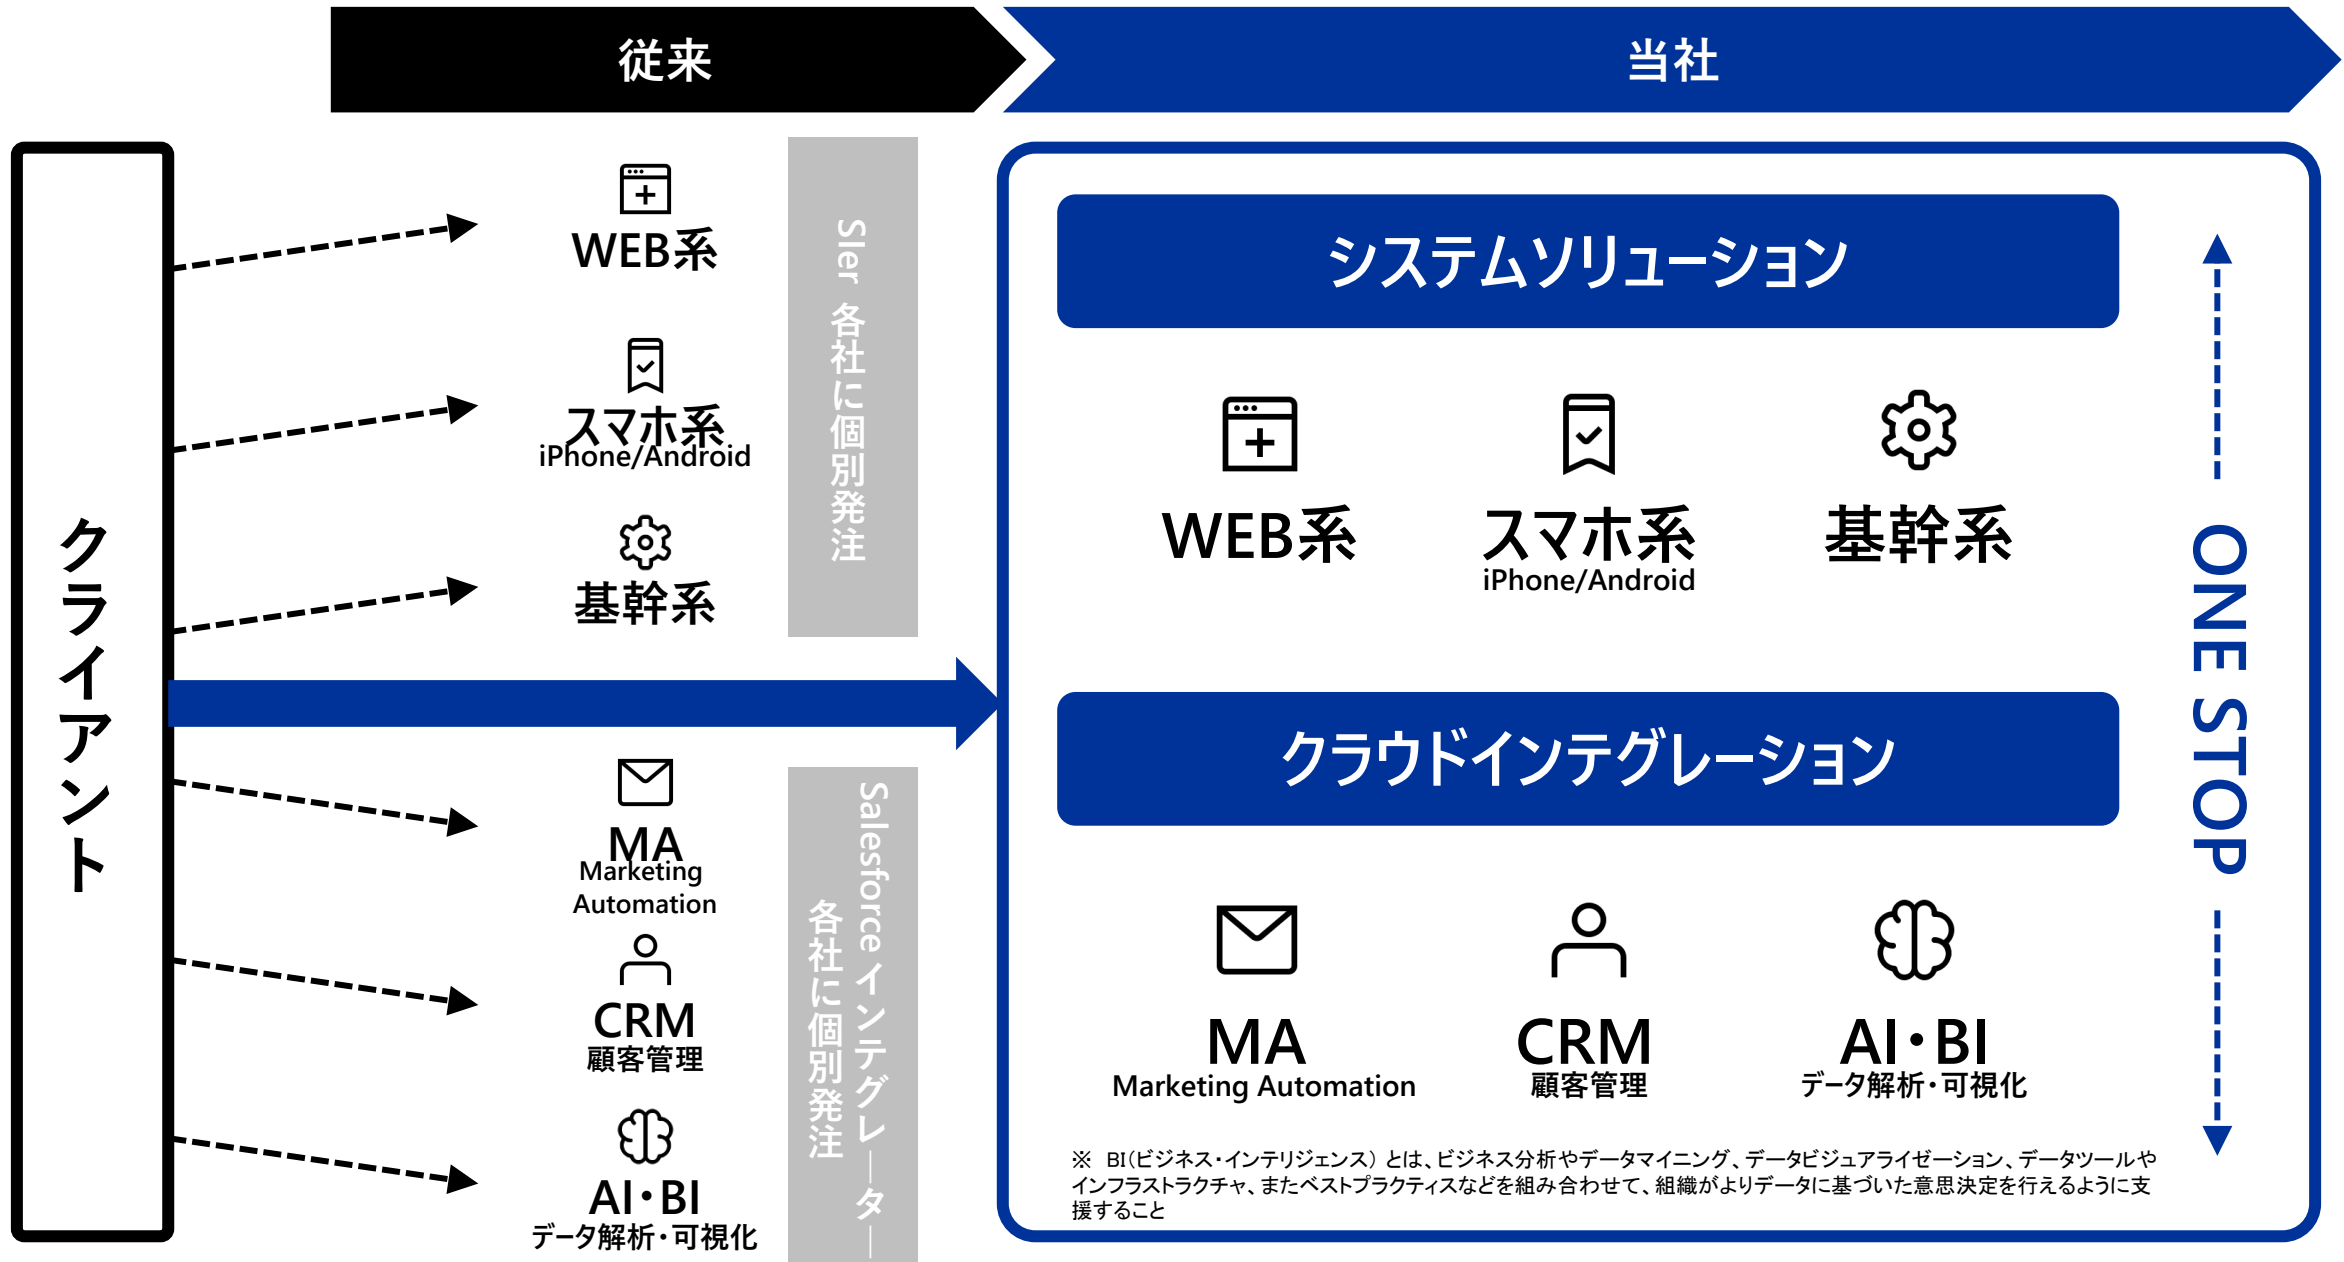 従来
当社
クライアント
WEB系
スマホ系
iPhone/Android
基幹系
SIer 各社に個別発注
MA
Marketing
Automation
CRM
顧客管理
AI・BI
データ解析・可視化
Salesforce インテグレーター
各社に個別発注
システムソリューション
WEB系
スマホ系
iPhone/Android
基幹系
クラウドインテグレーション
MA
Marketing Automation
CRM
顧客管理
AI・BI
データ解析・可視化
ONE STOP
※ BI(ビジネス・インテリジェンス) とは、ビジネス分析やデータマイニング、データビジュアライゼーション、データツールや
インフラストラクチャ、またベストプラクティスなどを組み合わせて、組織がよりデータに基づいた意思決定を行えるように支
援すること